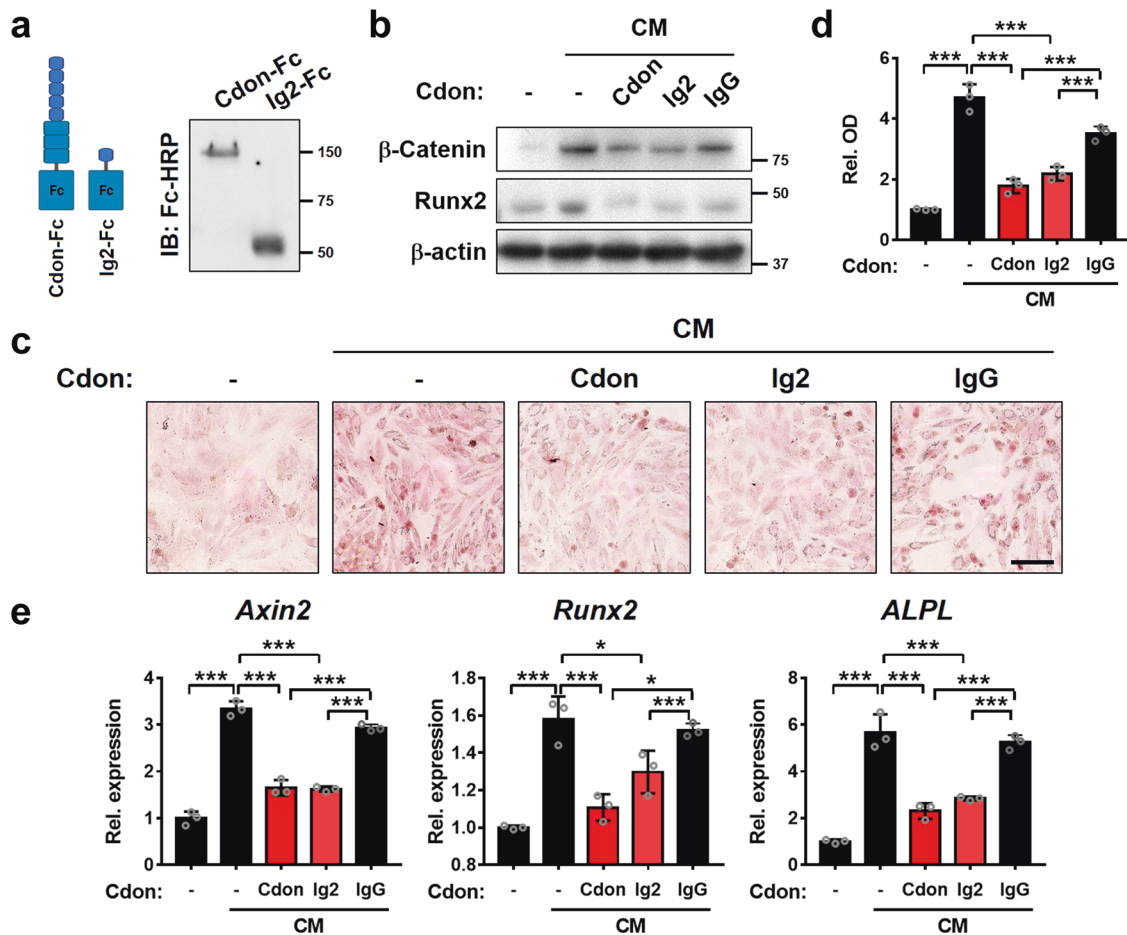 a
Fc
Fc
Cdon-Fc
Ig2-Fc
IB: Fc-HRP
Cdon-Fc
Ig2-Fc
150
75
50
b
CM
Cdon:
-
-
Cdon
Ig2
IgG
β-Catenin
75
Runx2
50
β-actin
37
d
Rel. OD
6
4
2
0
***
***
***
***
***
Cdon:
-
-
Cdon
Ig2
IgG
CM
c
CM
Cdon:
-
-
Cdon
Ig2
IgG
e
Axin2
Rel. expression
4
3
2
1
0
***
***
***
***
***
Cdon:
-
-
Cdon
Ig2
IgG
CM
Runx2
Rel. expression
1.8
1.6
1.4
1.2
1.0
0.8
*
***
***
*
***
Cdon:
-
-
Cdon
Ig2
IgG
CM
ALPL
Rel. expression
8
6
4
2
0
***
***
***
***
***
Cdon:
-
-
Cdon
Ig2
IgG
CM